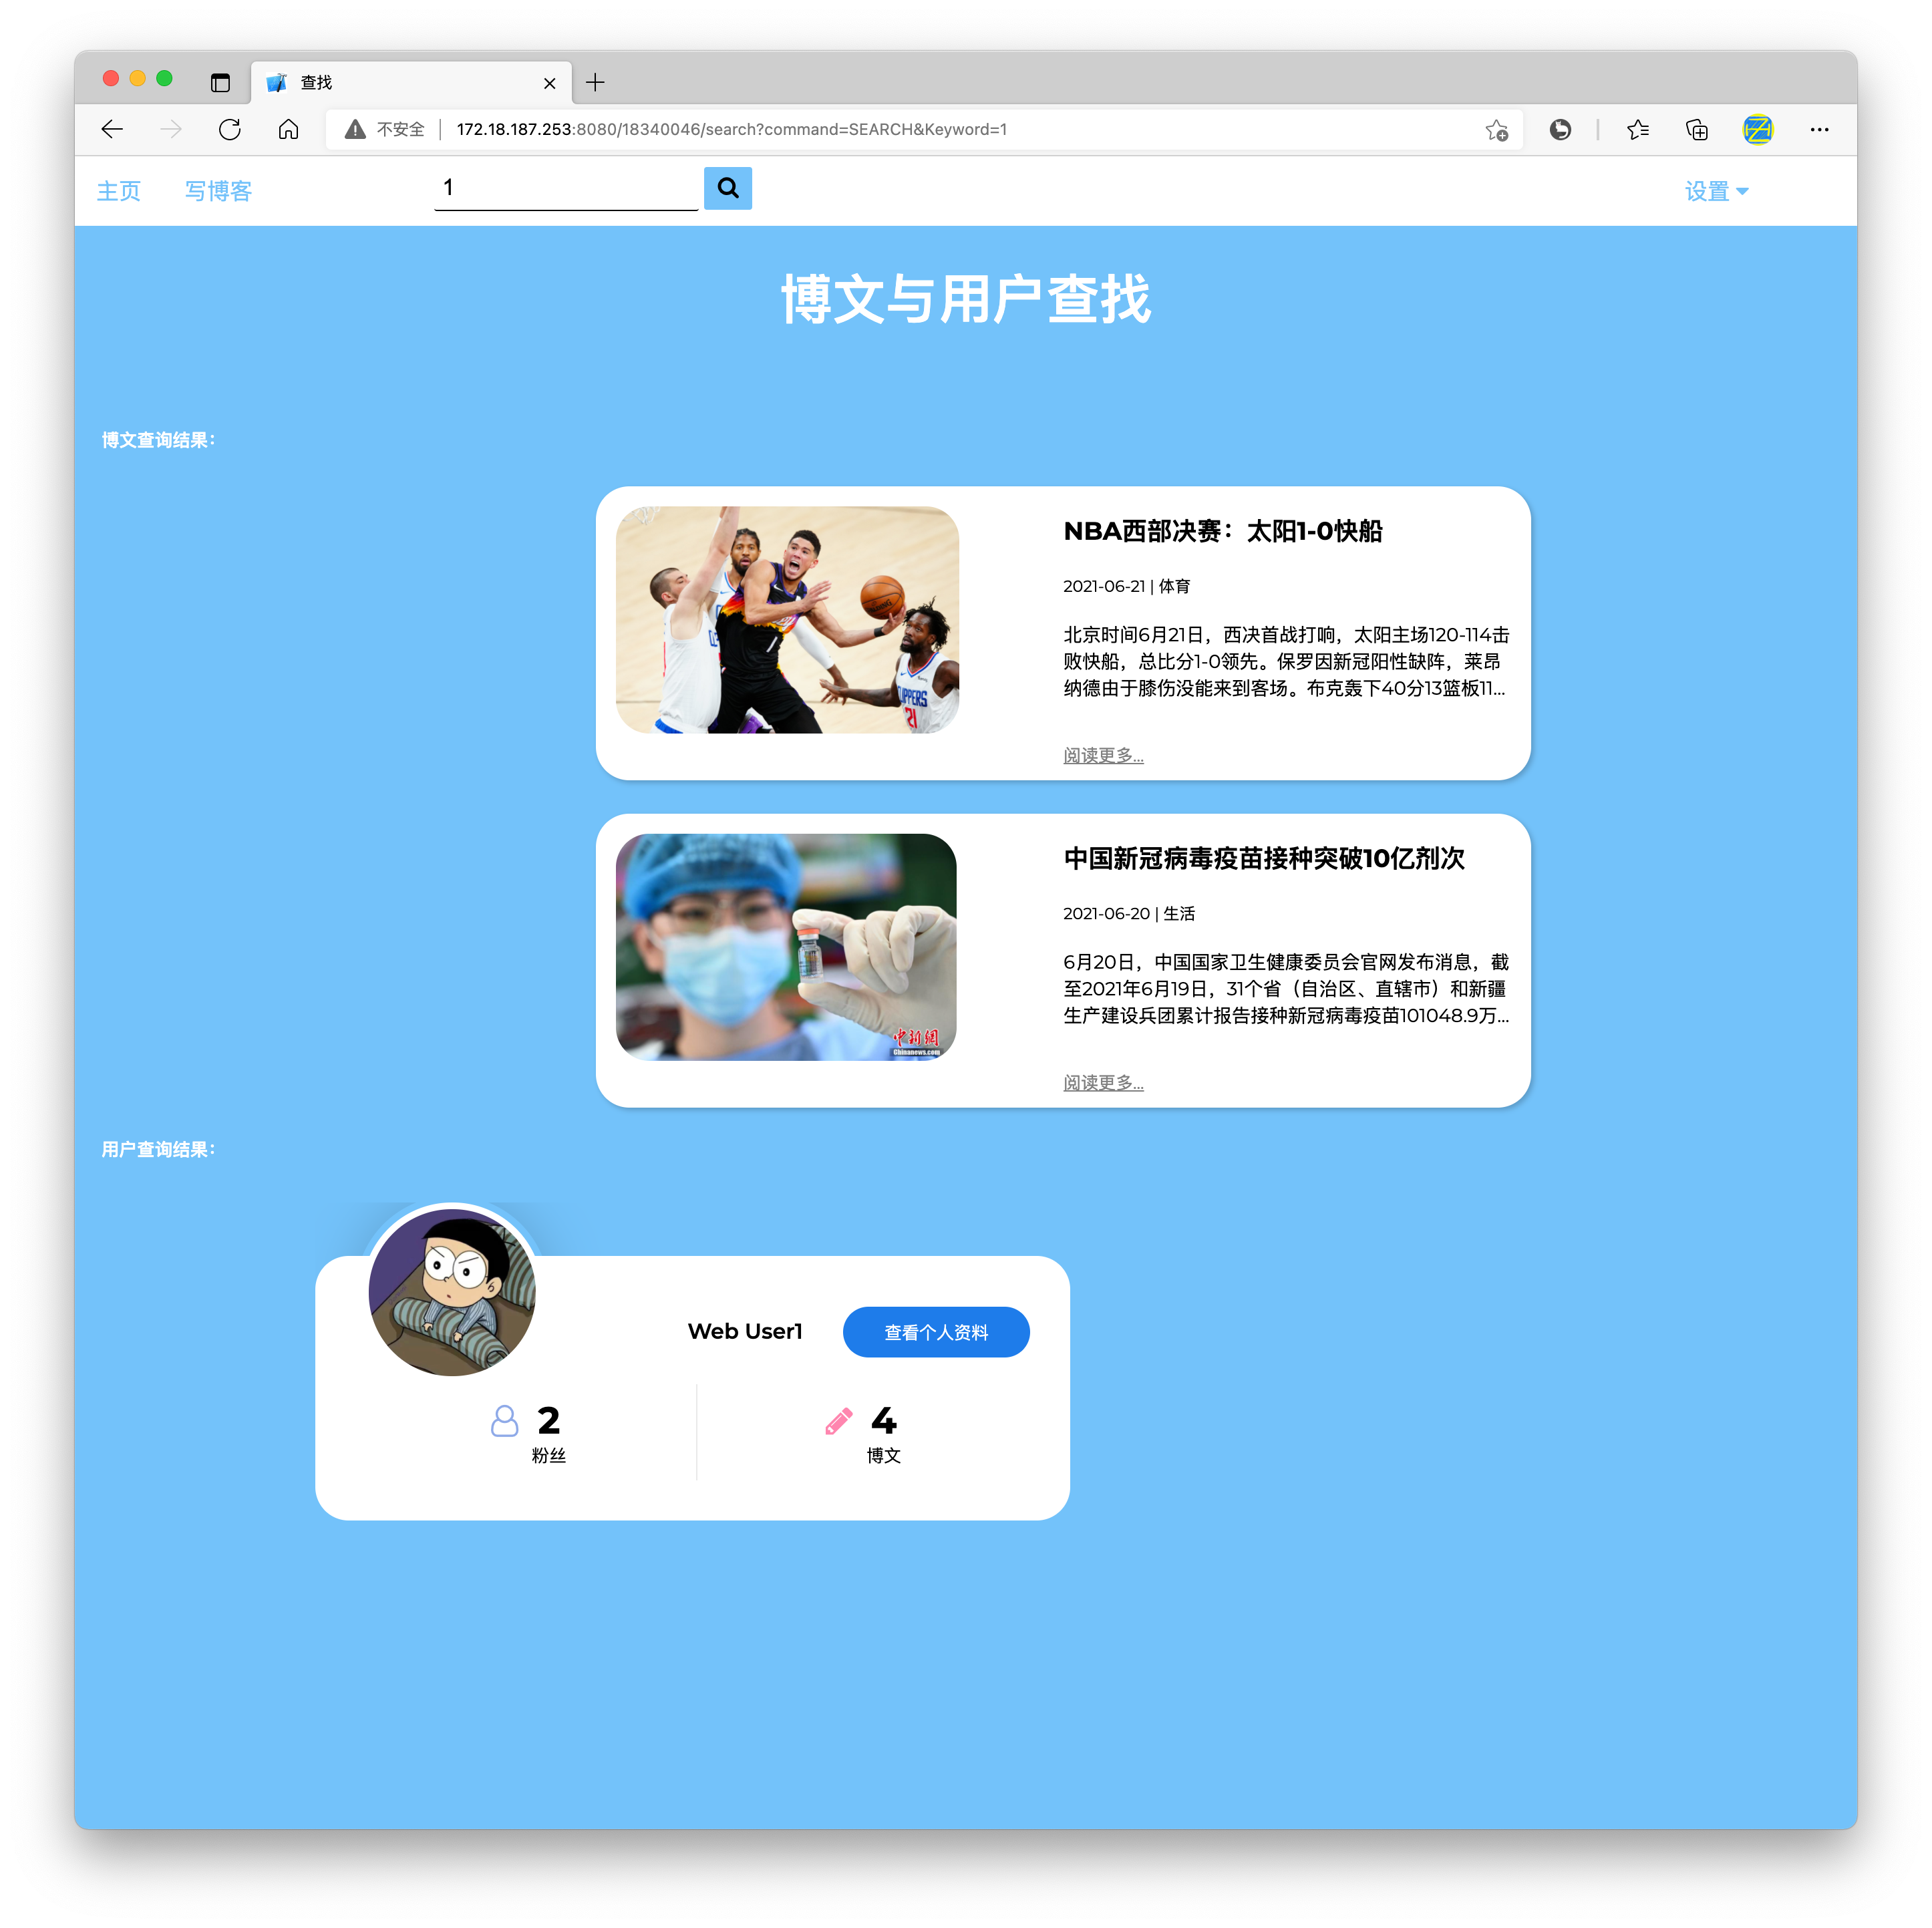 查找
不安全 172.18.187.253:8080/18340046/search?command=SEARCH&Keyword=1
主页 写博客 1 设置
博文与用户查找
博文查询结果：
NBA西部决赛：太阳1-0快船
2021-06-21 | 体育
北京时间6月21日，西决首战打响，太阳主场120-114击
败快船，总比分1-0领先。保罗因新冠阳性缺阵，莱昂
纳德由于膝伤没能来到客场。布克轰下40分13篮板11...
阅读更多...
CLIPPERS
21
中国新冠病毒疫苗接种突破10亿剂次
2021-06-20 | 生活
6月20日，中国国家卫生健康委员会官网发布消息，截
至2021年6月19日，31个省（自治区、直辖市）和新疆
生产建设兵团累计报告接种新冠病毒疫苗101048.9万...
阅读更多...
中新網
Chinanews.com
用户查询结果：
Web User1 查看个人资料
2 4
粉丝 博文